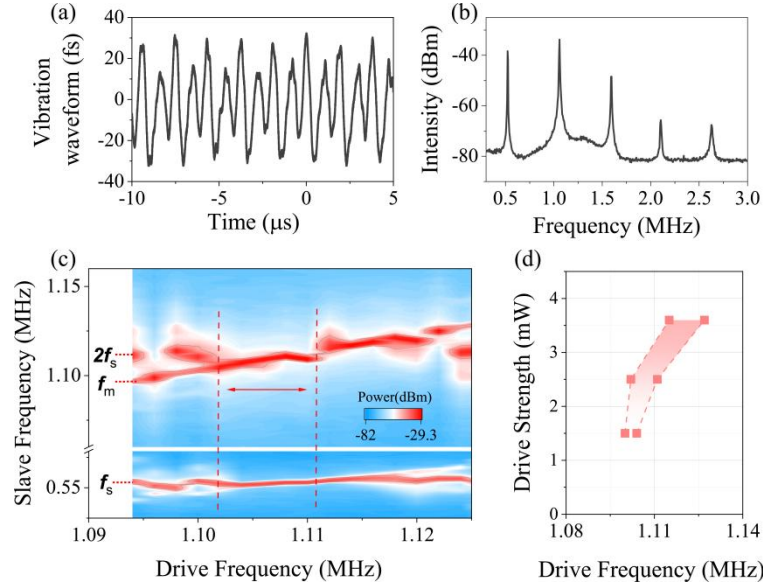 (a)
40
20
0
-20
-40
Vibration
waveform (fs)
-10
-5
0
5
Time (μs)
(b)
-40
-60
-80
Intensity (dBm)
0.5
1.0
1.5
2.0
2.5
3.0
Frequency (MHz)
(c)
1.15
1.10
0.55
2fs
fm
fs
Slave Frequency (MHz)
Power(dBm)
-82
-29.3
1.09
1.10
1.11
1.12
Drive Frequency (MHz)
(d)
4
3
2
1
0
Drive Strength (mW)
1.08
1.11
1.14
Drive Frequency (MHz)